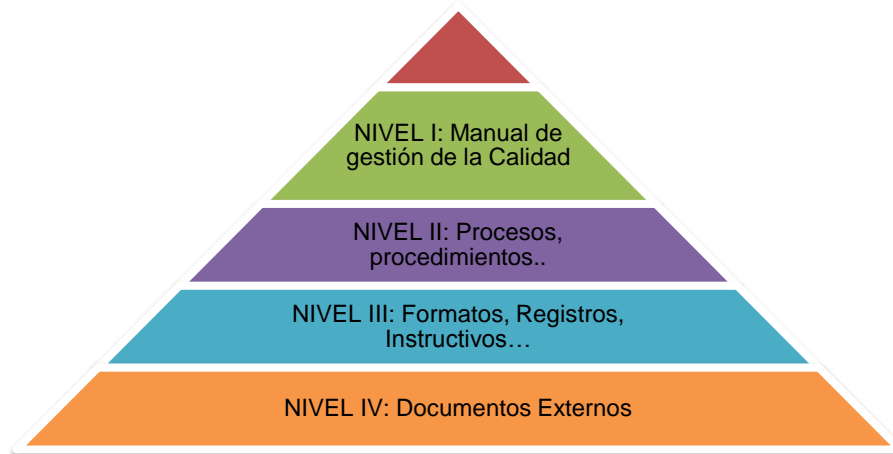 NIVEL I: Manual de
gestión de la Calidad
NIVEL II: Procesos,
procedimientos..
NIVEL III: Formatos, Registros,
Instructivos…
NIVEL IV: Documentos Externos